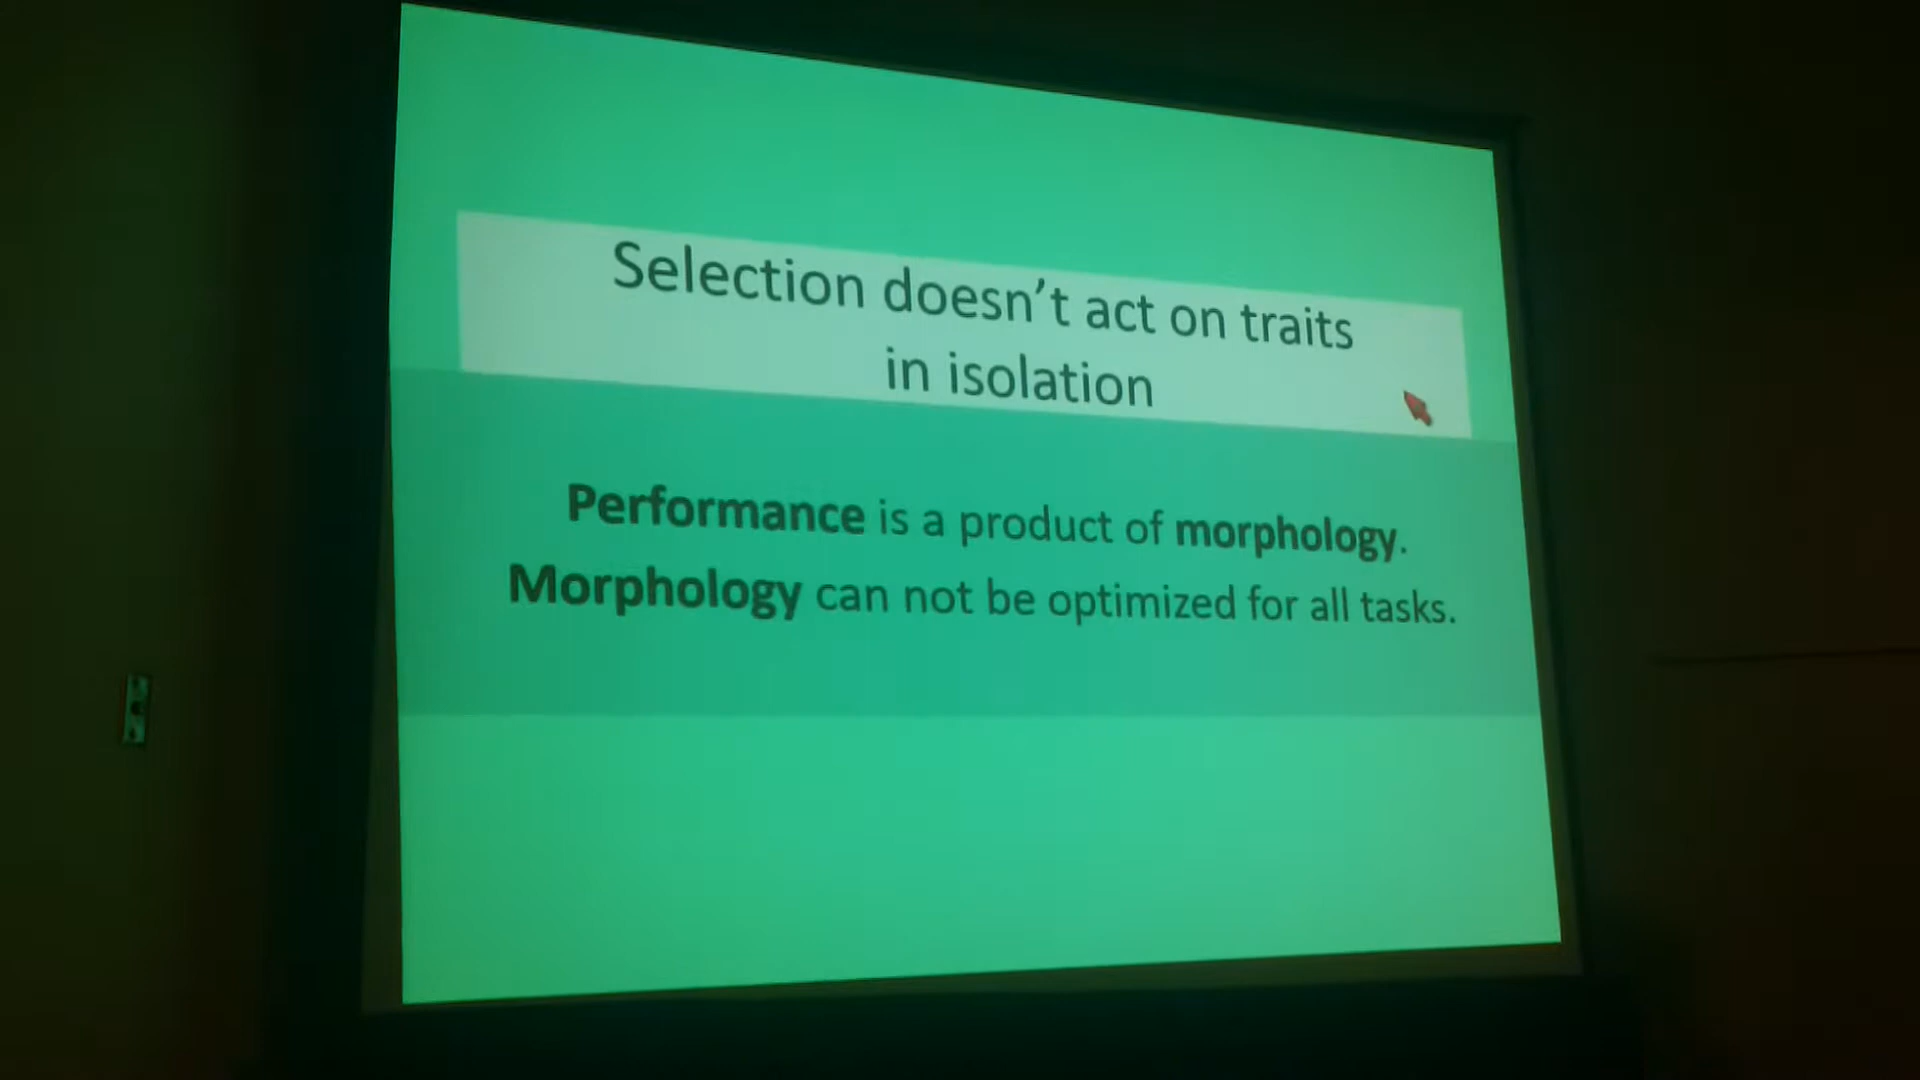 Selection doesn't act on traits
in isolation
Performance is a product of morphology.
Morphology can not be optimized for all tasks.